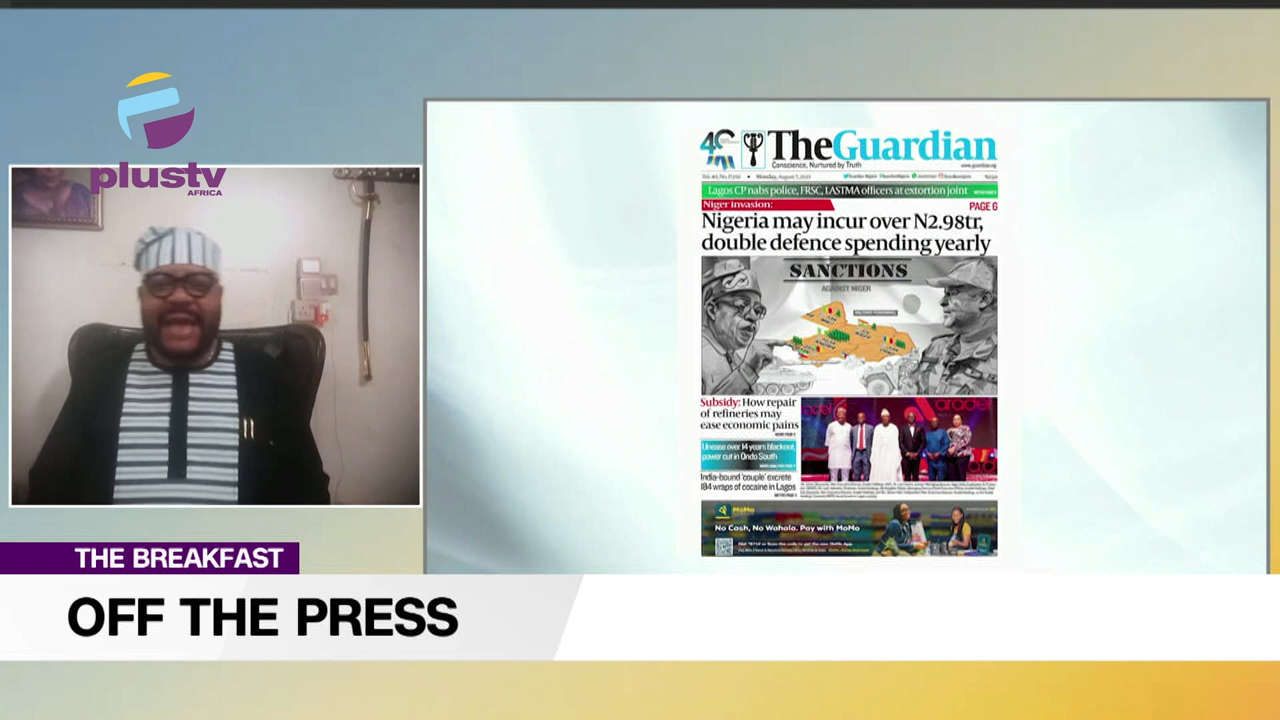 plustv
AFRICA
TheGuardian
Conscience, Nurtured by Truth
www.guardian.ng
Monday, August 7, 2023
Lagos CP nabs police, FRSC, LASTMA officers at extortion joint
Niger invasion:
PAGE 6
Nigeria may incur over N2.98tr,
double defence spending yearly
SANCTIONS
AGAINST NIGER
Subsidy: How repair
of refineries may
ease economic pains
Unease over 14 years blackout,
power cut in Ondo South
India-bound 'couple' excrete
184 wraps of cocaine in Lagos
aradel
MoMo
No Cash, No Wahala. Pay with MoMo
THE BREAKFAST
OFF THE PRESS